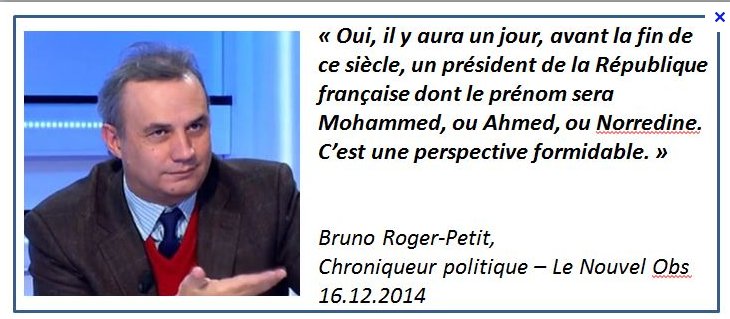 « Oui, il y aura un jour, avant la fin de
ce siècle, un président de la République
française dont le prénom sera
Mohammed, ou Ahmed, ou Norredine.
C’est une perspective formidable. »
Bruno Roger-Petit,
Chroniqueur politique – Le Nouvel Obs
16.12.2014